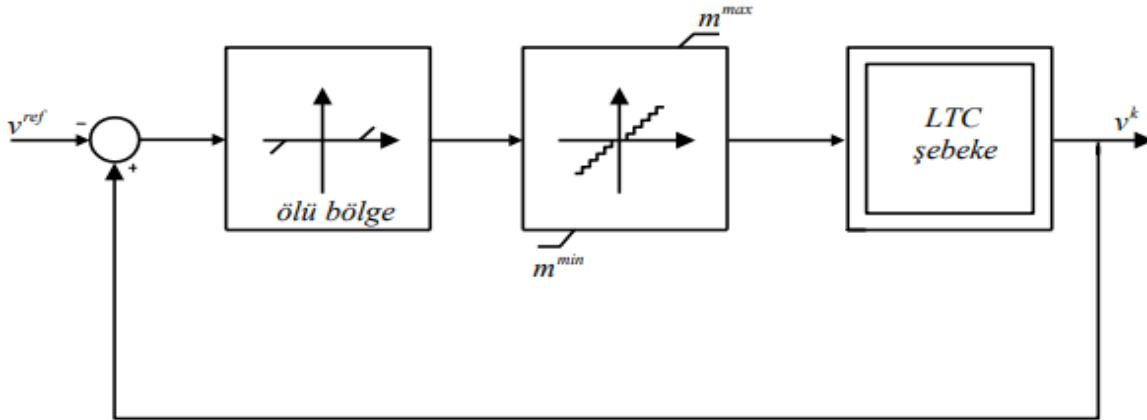 m^max
v^ref
−
+
ölü bölge
m^min
LTC
şebeke
v^k